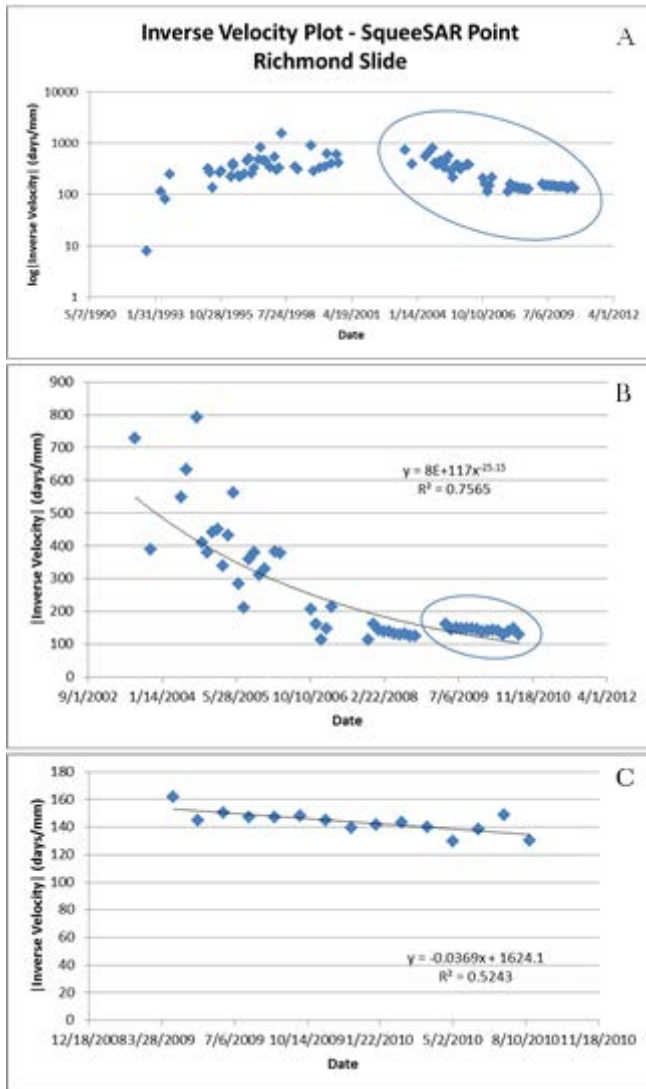 Inverse Velocity Plot - SqueeSAR Point
Richmond Slide
A
log|Inverse Velocity| (days/mm)
10000
1000
100
10
1
5/7/1990 1/31/1993 10/28/1995 7/24/1998 4/19/2001 1/14/2004 10/10/2006 7/6/2009 4/1/2012
Date
B
|Inverse Velocity| (days/mm)
900
800
700
600
500
400
300
200
100
0
y = 8E+117x^-25.15
R² = 0.7565
9/1/2002 1/14/2004 5/28/2005 10/10/2006 2/22/2008 7/6/2009 11/18/2010 4/1/2012
Date
C
|Inverse Velocity| (days/mm)
180
160
140
120
100
80
60
40
20
0
y = -0.0369x + 1624.1
R² = 0.5243
12/18/2008 3/28/2009 7/6/2009 10/14/2009 1/22/2010 5/2/2010 8/10/2010 11/18/2010
Date